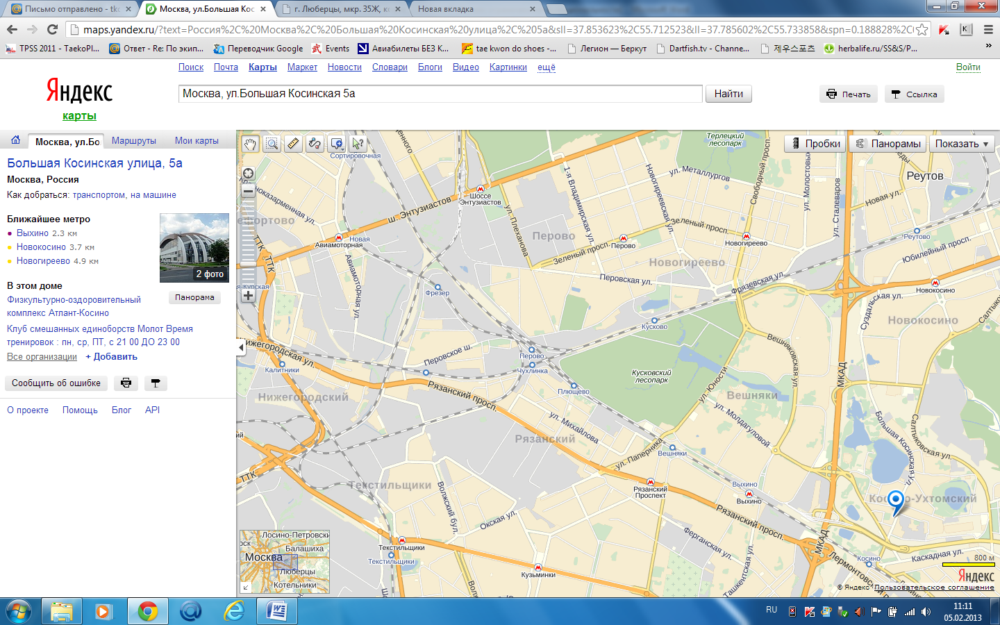 Письмо отправлено - tkd
Москва, ул.Большая Кос
г. Люберцы, мкр. 35Ж, ко
Новая вкладка
maps.yandex.ru/?text=Россия%2C%20Москва%2C%20Большая%20Косинская%20улица%2C%205а&sll=37.853623%2C55.712523&ll=37.785602%2C55.733858&spn=0.188828%2C
TPSS 2011 - TaekoPl...
Ответ - Re: По экип...
Переводчик Google
Events
Авиабилеты БЕЗ К...
tae kwon do shoes -...
Легион — Беркут
Dartfish.tv - Channe...
제우스포츠
herbalife.ru/SS&S/P...
Поиск
Почта
Карты
Маркет
Новости
Словари
Блоги
Видео
Картинки
ещё
Войти
Яндекс
карты
Москва, ул.Большая Косинская 5а
Найти
Печать
Ссылка
Москва, ул.Бо
Маршруты
Мои карты
Большая Косинская улица, 5а
Москва, Россия
Как добраться: транспортом, на машине
Ближайшее метро
Выхино 2.3 км
Новокосино 3.7 км
Новогиреево 4.9 км
2 фото
Панорама
В этом доме
Физкультурно-оздоровительный
комплекс Атлант-Косино
Клуб смешанных единоборств Молот Время
тренировок : пн, ср, ПТ, с 21 00 ДО 23 00
Все организации
+ Добавить
Сообщить об ошибке
О проекте
Помощь
Блог
API
Пробки
Панорамы
Показать
Сортировочная
Терлецкий
лесопарк
Реутов
ул. Металлургов
Свободный просп.
ул. Молостовых
ул. Сталеваров
Новая ул.
Реутово
Юбилейный просп.
Шоссе
Энтузиастов
ш. Энтузиастов
ул. Плеханова
1-я Владимирская ул.
Новогиреевская ул.
Зеленый просп.
Зеленый просп.
Перово
Перово
Новогиреево
Новогиреево
Новая
Авиамоторная
Авиамоторная ул.
ТТК
Перовская ул.
Фрязевская ул.
Новокосино
Новокосино
Суздальская ул.
Фрезер
Кусково
Вешняковская ул.
Перовское ш.
Перово
Чухлинка
Плющево
Кусковский
лесопарк
ул. Юности
Вешняки
ул. Молдагуловой
МКАД
Нижегородская ул.
Калитники
Нижегородский
Рязанский просп.
ул. Михайлова
Рязанский
ул. Паперника
Вешняки
Большая Косинская ул.
Салтыковская ул.
ТТК
Текстильщики
Волжский бул.
Окская ул.
Рязанский
Проспект
Выхино
Выхино
Рязанский просп.
Ферганская ул.
Ташкентская ул.
МКАД
Косино
Каскадная ул.
Текстильщики
Текстильщики
Кузьминки
800 м
Яндекс
© Яндекс
Пользовательское соглашение
Лосино-Петровски
Балашиха
Москва
Люберцы
Котельники
RU
11:11
05.02.2013